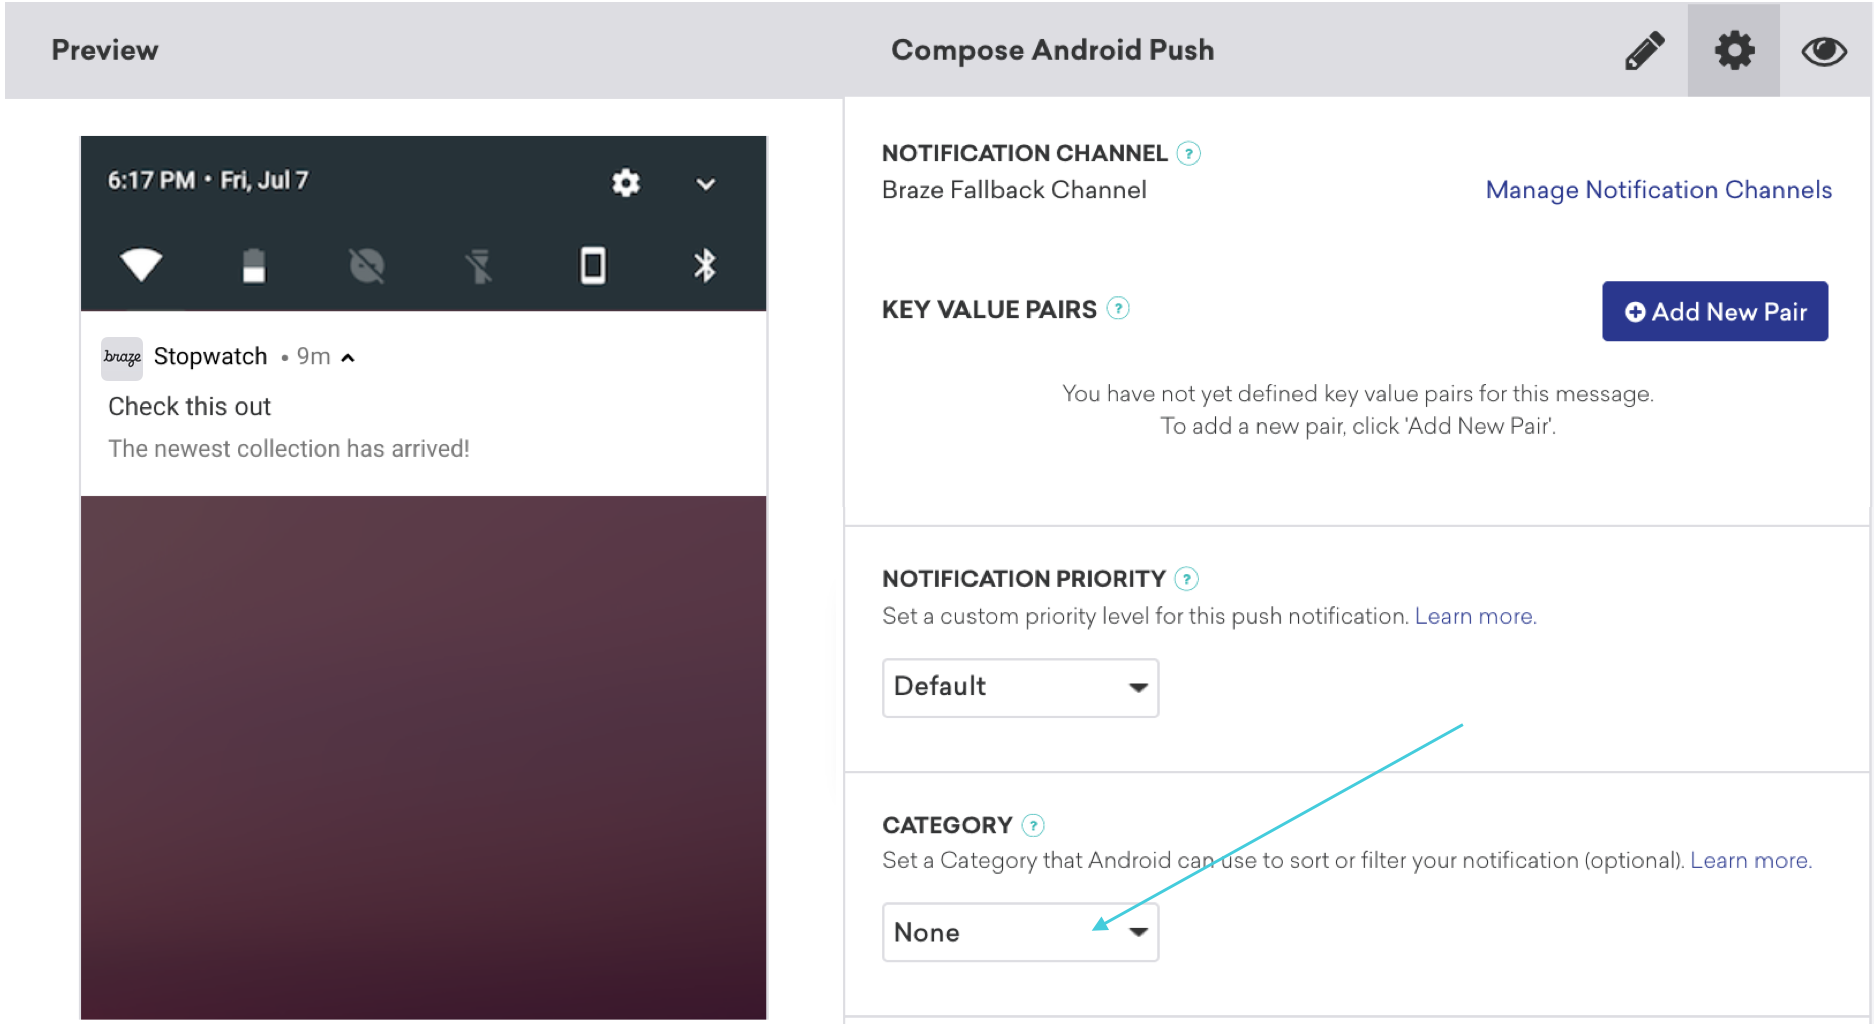 Preview
Compose Android Push
6:17 PM • Fri, Jul 7
braze Stopwatch • 9m
Check this out
The newest collection has arrived!
NOTIFICATION CHANNEL ?
Braze Fallback Channel
Manage Notification Channels
KEY VALUE PAIRS ?
Add New Pair
You have not yet defined key value pairs for this message.
To add a new pair, click 'Add New Pair'.
NOTIFICATION PRIORITY ?
Set a custom priority level for this push notification. Learn more.
Default
CATEGORY ?
Set a Category that Android can use to sort or filter your notification (optional). Learn more.
None